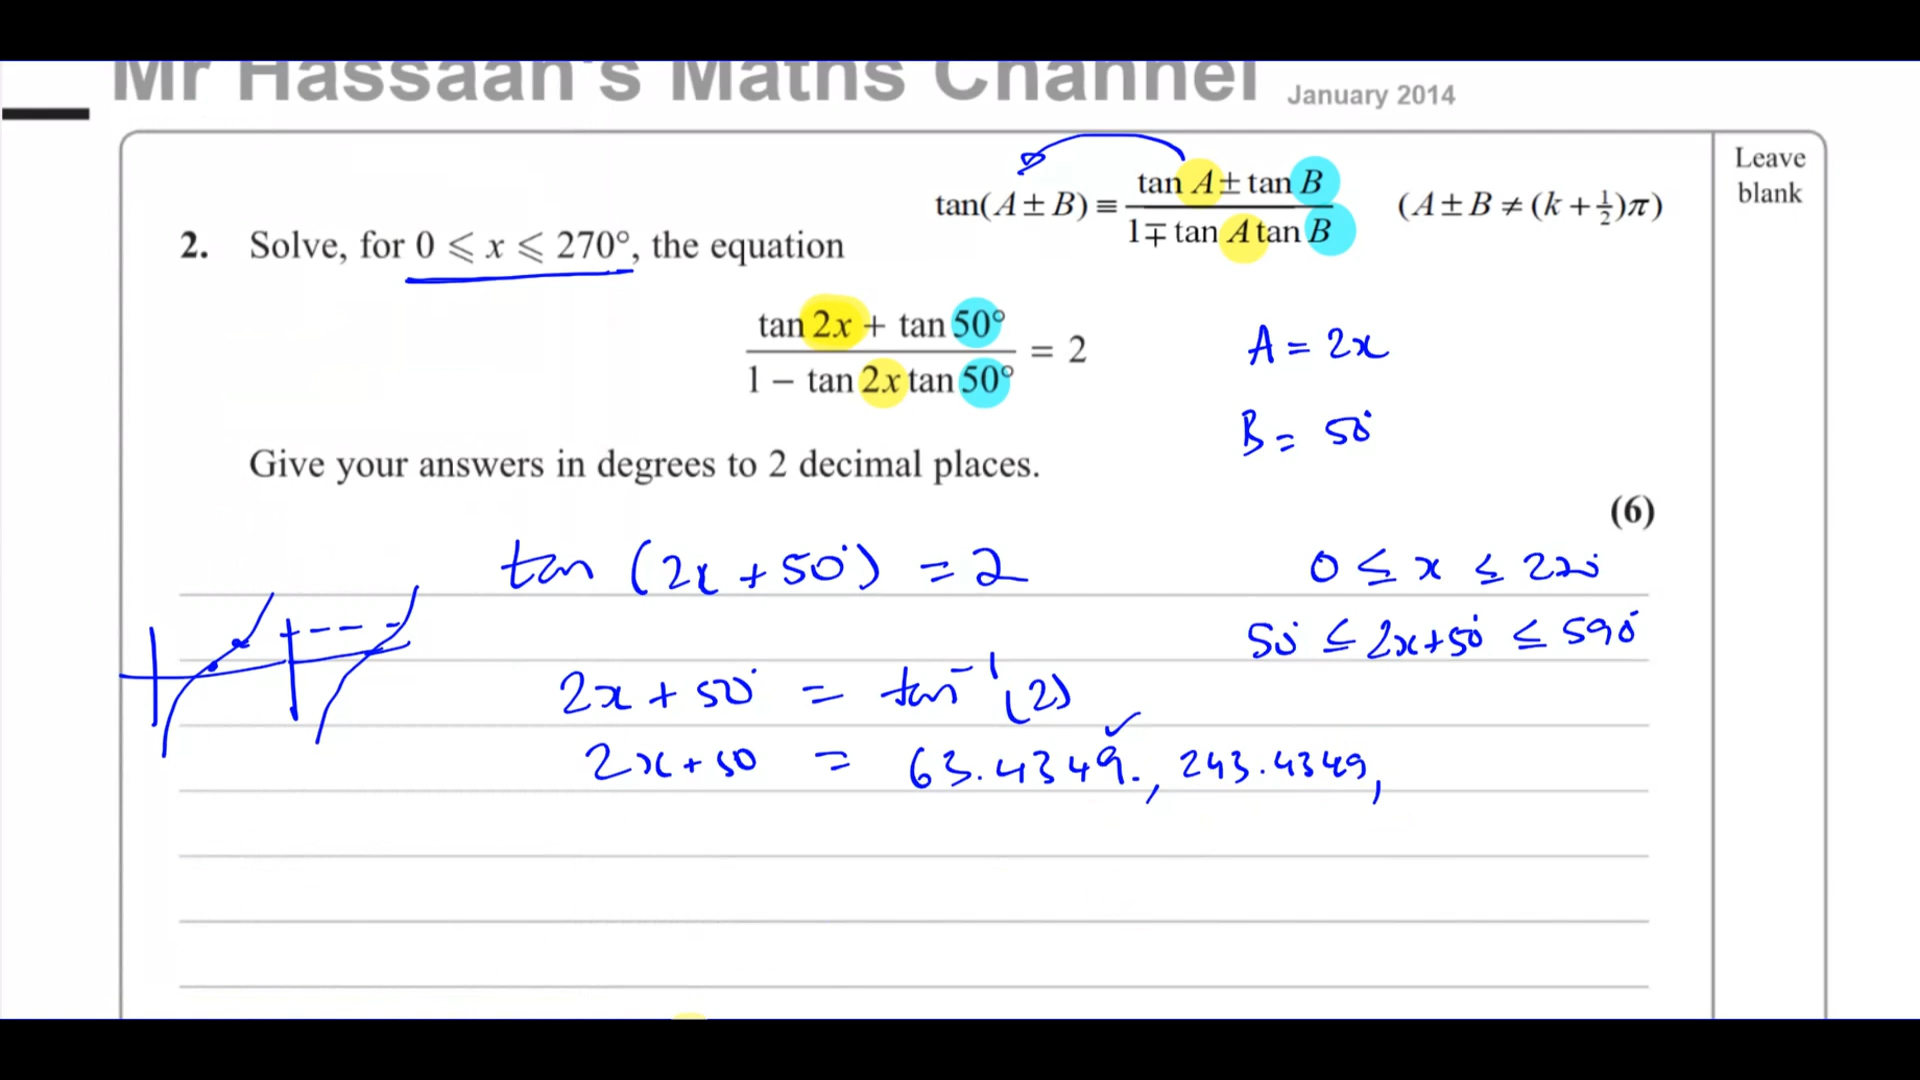 Mr Hassaan's Maths Channel
January 2014
Leave
blank
tan(A ± B) ≡ (tan A ± tan B) / (1 ∓ tan A tan B) (A ± B ≠ (k + ½)π)
2. Solve, for 0 ⩽ x ⩽ 270°, the equation
(tan 2x + tan 50°) / (1 − tan 2x tan 50°) = 2
A = 2x
B = 50°
Give your answers in degrees to 2 decimal places.
(6)
tan (2x + 50°) = 2
0 ≤ x ≤ 270°
50° ≤ 2x+50° ≤ 590°
2x + 50° = tan⁻¹(2)
2x + 50 = 63.4349.✓, 243.4349,